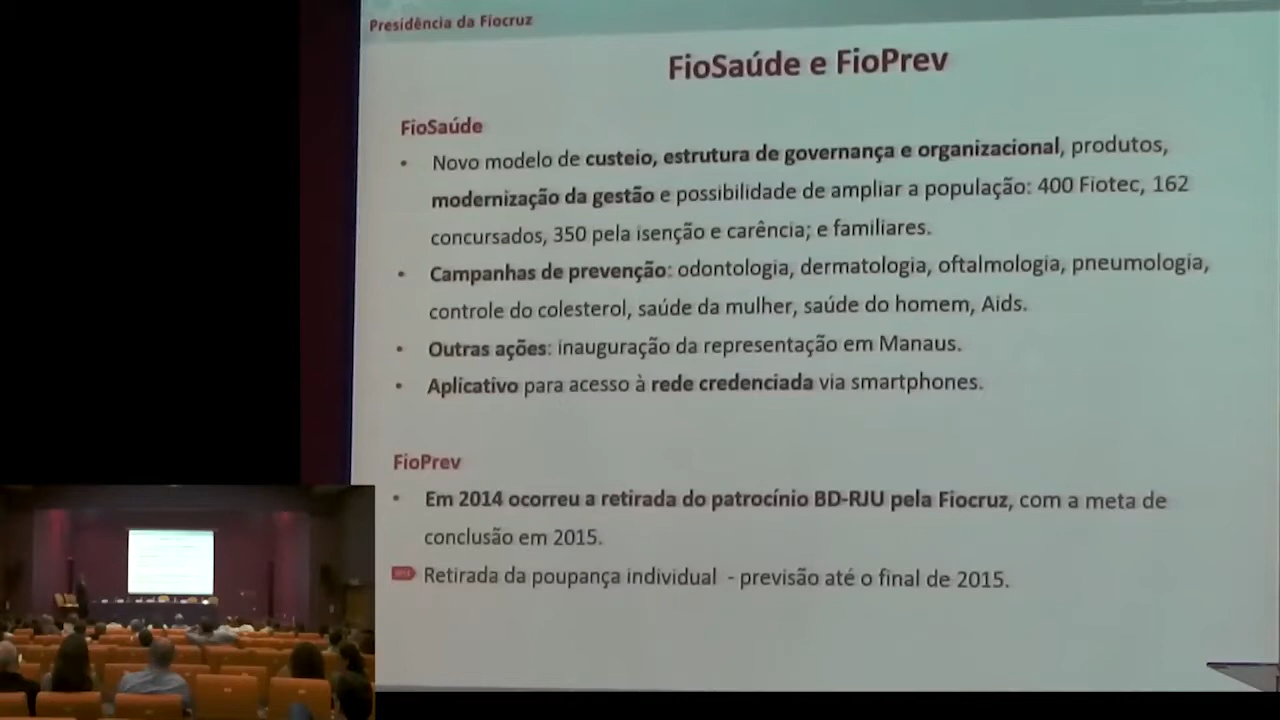 Presidência da Fiocruz
FioSaúde e FioPrev
FioSaúde
• Novo modelo de custeio, estrutura de governança e organizacional, produtos,
modernização da gestão e possibilidade de ampliar a população: 400 Fiotec, 162
concursados, 350 pela isenção e carência; e familiares.
• Campanhas de prevenção: odontologia, dermatologia, oftalmologia, pneumologia,
controle do colesterol, saúde da mulher, saúde do homem, Aids.
• Outras ações: inauguração da representação em Manaus.
• Aplicativo para acesso à rede credenciada via smartphones.
FioPrev
• Em 2014 ocorreu a retirada do patrocínio BD-RJU pela Fiocruz, com a meta de
conclusão em 2015.
Retirada da poupança individual - previsão até o final de 2015.